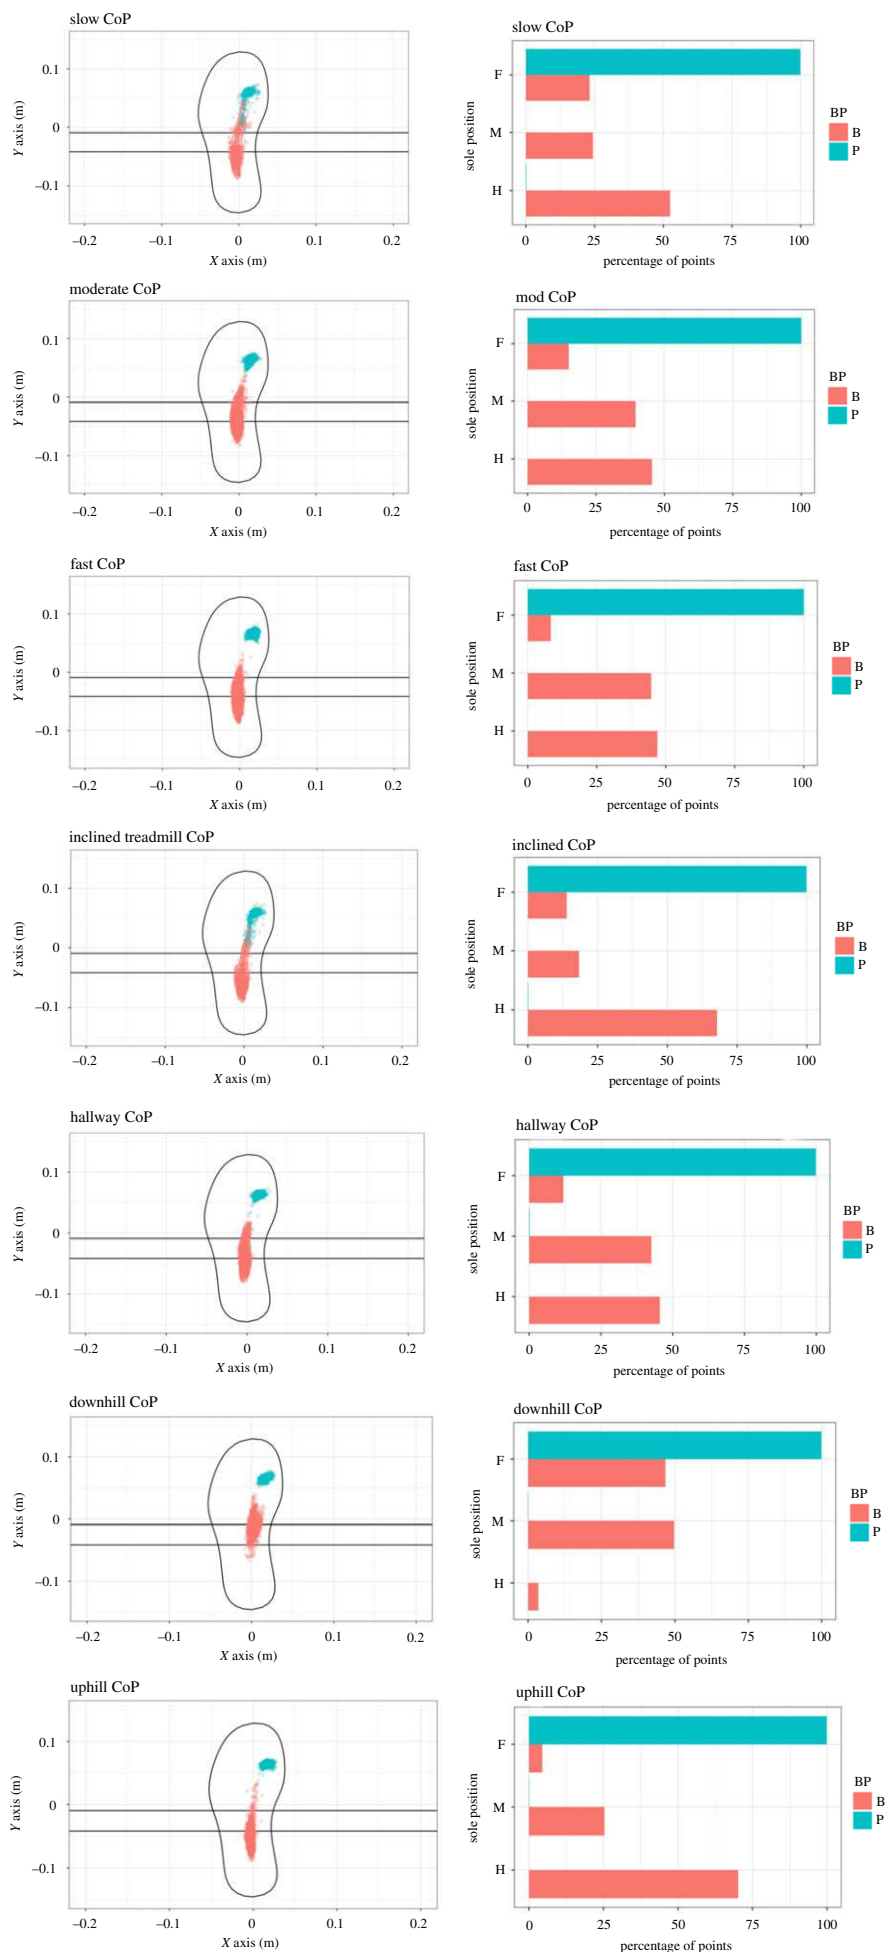 slow CoP
0.1
0
–0.1
Y axis (m)
–0.2 –0.1 0 0.1 0.2
X axis (m)
slow CoP
F
M
H
sole position
0 25 50 75 100
percentage of points
BP
B
P
moderate CoP
0.1
0
–0.1
Y axis (m)
–0.2 –0.1 0 0.1 0.2
X axis (m)
mod CoP
F
M
H
sole position
0 25 50 75 100
percentage of points
BP
B
P
fast CoP
0.1
0
–0.1
Y axis (m)
–0.2 –0.1 0 0.1 0.2
X axis (m)
fast CoP
F
M
H
sole position
0 25 50 75 100
percentage of points
BP
B
P
inclined treadmill CoP
0.1
0
–0.1
Y axis (m)
–0.2 –0.1 0 0.1 0.2
X axis (m)
inclined CoP
F
M
H
sole position
0 25 50 75 100
percentage of points
BP
B
P
hallway CoP
0.1
0
–0.1
Y axis (m)
–0.2 –0.1 0 0.1 0.2
X axis (m)
hallway CoP
F
M
H
sole position
0 25 50 75 100
percentage of points
BP
B
P
downhill CoP
0.1
0
–0.1
Y axis (m)
–0.2 –0.1 0 0.1 0.2
X axis (m)
downhill CoP
F
M
H
sole position
0 25 50 75 100
percentage of points
BP
B
P
uphill CoP
0.1
0
–0.1
Y axis (m)
–0.2 –0.1 0 0.1 0.2
X axis (m)
uphill CoP
F
M
H
sole position
0 25 50 75 100
percentage of points
BP
B
P